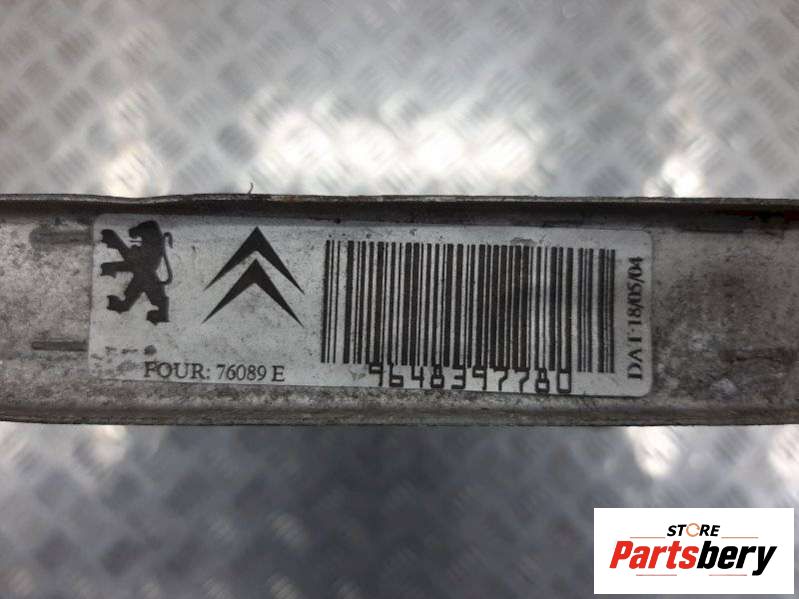 FOUR: 76089 E
9648397780
DAT:18/05/04
STORE
Partsbery